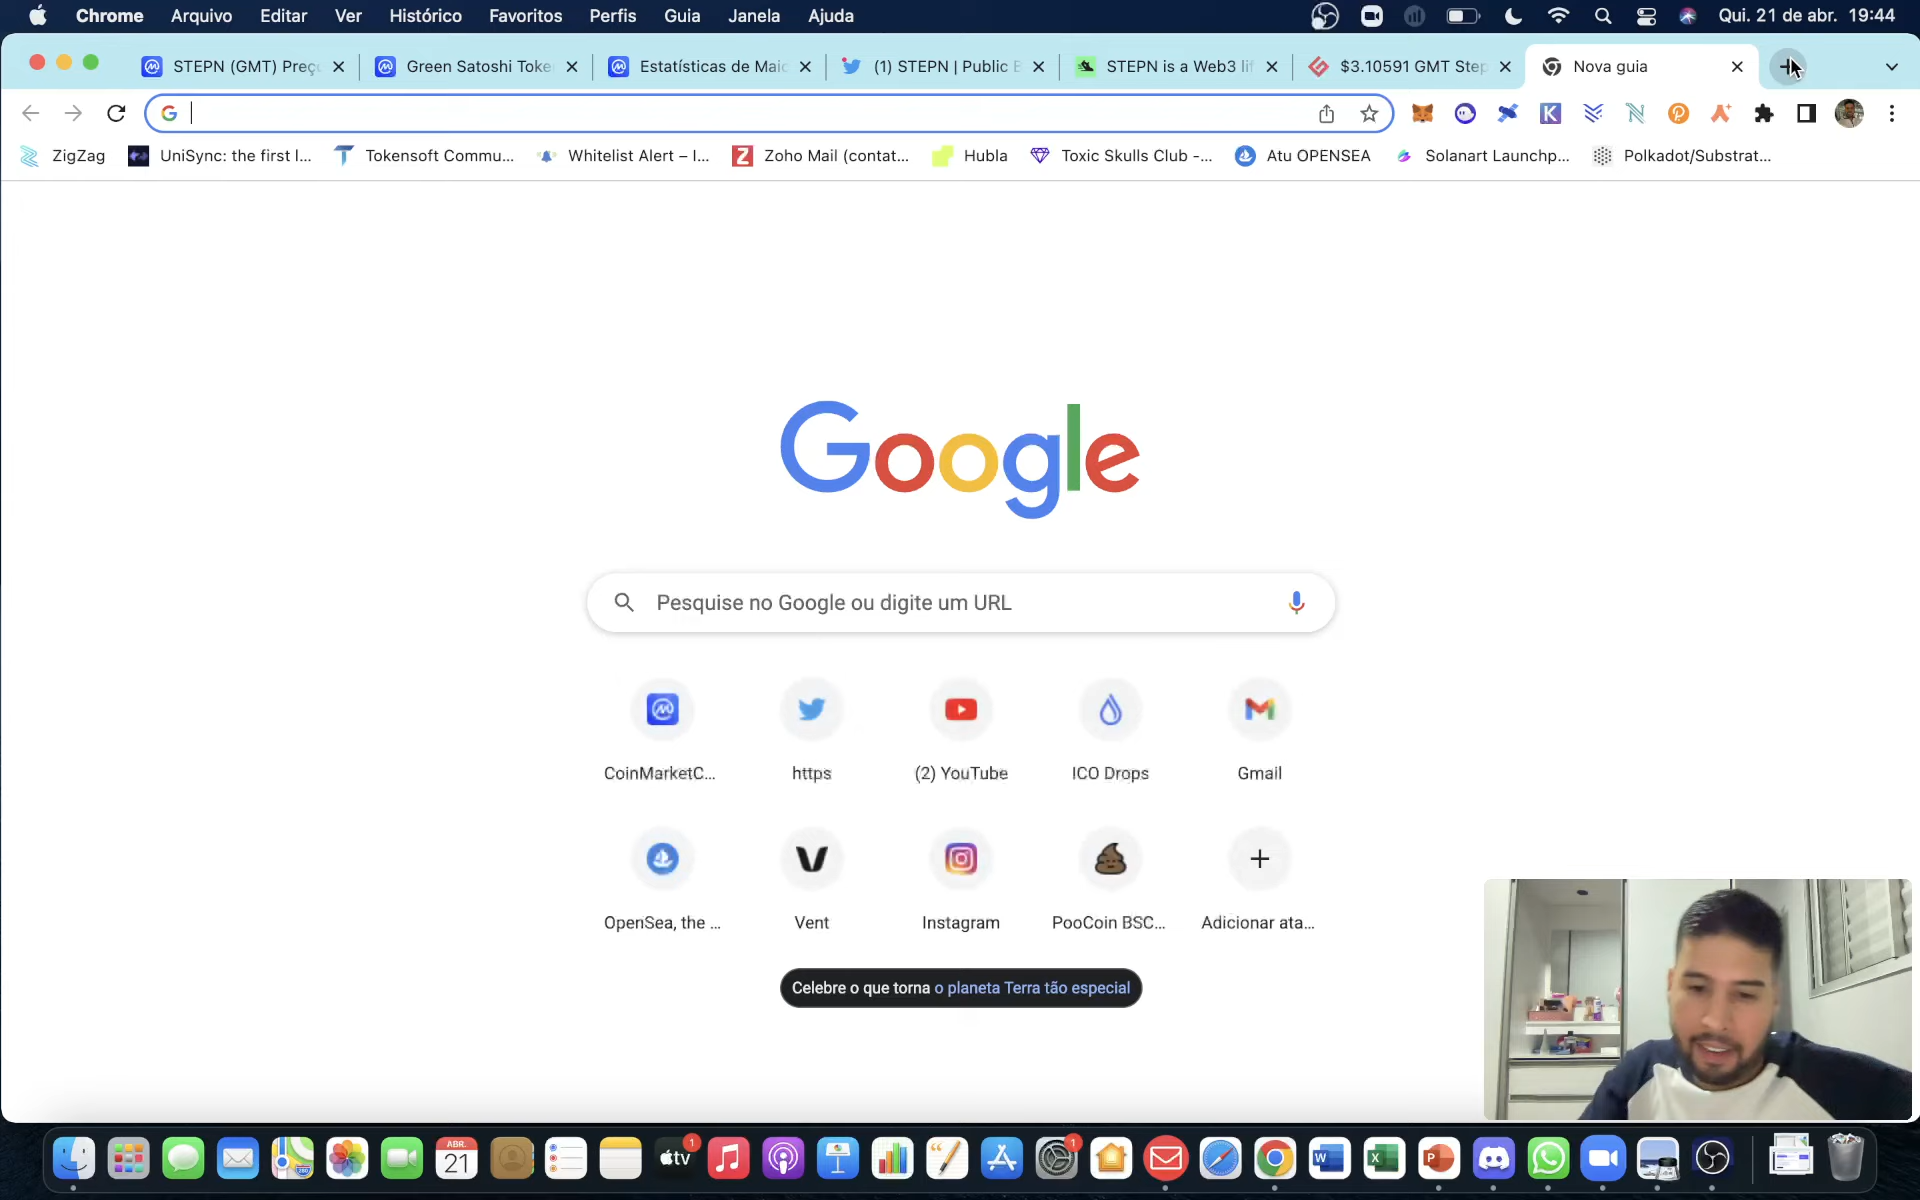 Chrome Arquivo Editar Ver Histórico Favoritos Perfis Guia Janela Ajuda Qui. 21 de abr. 19:44
STEPN (GMT) Preç Green Satoshi Toke Estatísticas de Mai (1) STEPN | Public STEPN is a Web3 lif $3.10591 GMT Step Nova guia
ZigZag UniSync: the first I... Tokensoft Commu... Whitelist Alert – I... Zoho Mail (contat... Hubla Toxic Skulls Club -... Atu OPENSEA Solanart Launchp... Polkadot/Substrat...
Google
Pesquise no Google ou digite um URL
CoinMarketC... https (2) YouTube ICO Drops Gmail
OpenSea, the ... Vent Instagram PooCoin BSC... Adicionar ata...
Celebre o que torna o planeta Terra tão especial
ABR.
21
tv
1
1